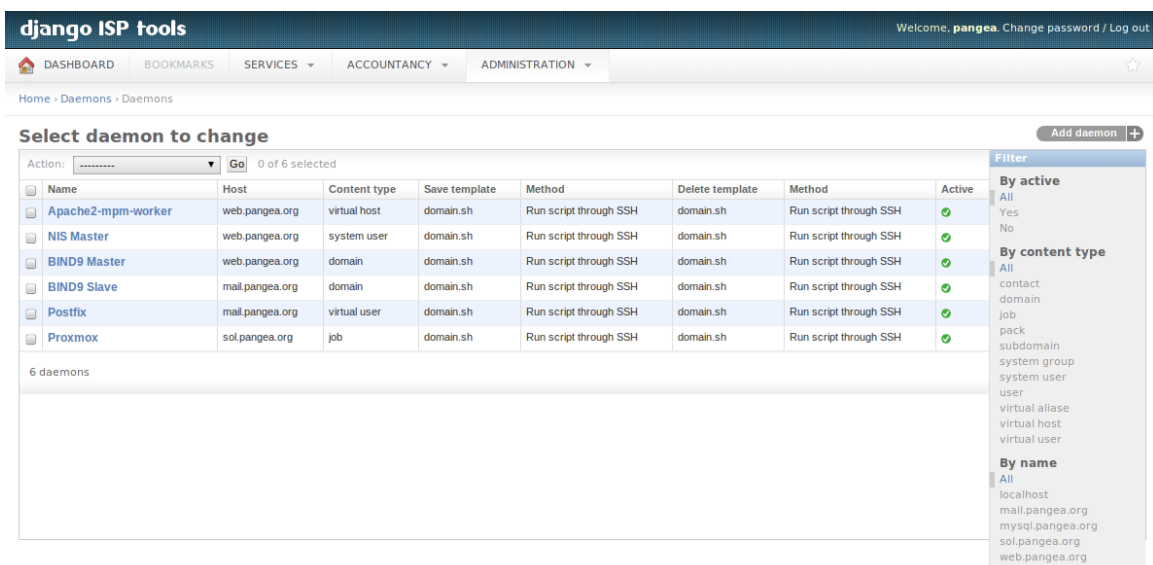 django ISP tools
Welcome, pangea. Change password / Log out
DASHBOARD BOOKMARKS SERVICES ACCOUNTANCY ADMINISTRATION
Home › Daemons › Daemons
Select daemon to change
Add daemon +
Action: --------- Go 0 of 6 selected
Name Host Content type Save template Method Delete template Method Active
Apache2-mpm-worker web.pangea.org virtual host domain.sh Run script through SSH domain.sh Run script through SSH
NIS Master web.pangea.org system user domain.sh Run script through SSH domain.sh Run script through SSH
BIND9 Master web.pangea.org domain domain.sh Run script through SSH domain.sh Run script through SSH
BIND9 Slave mail.pangea.org domain domain.sh Run script through SSH domain.sh Run script through SSH
Postfix mail.pangea.org virtual user domain.sh Run script through SSH domain.sh Run script through SSH
Proxmox sol.pangea.org job domain.sh Run script through SSH domain.sh Run script through SSH
6 daemons
Filter
By active
All
Yes
No
By content type
All
contact
domain
job
pack
subdomain
system group
system user
user
virtual aliase
virtual host
virtual user
By name
All
localhost
mail.pangea.org
mysql.pangea.org
sol.pangea.org
web.pangea.org